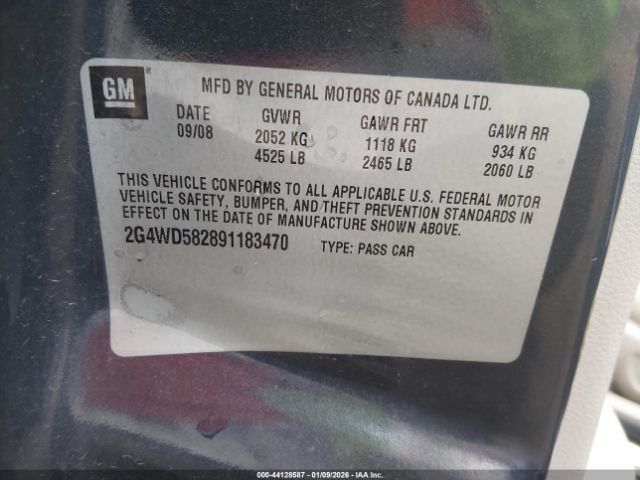 GM
MFD BY GENERAL MOTORS OF CANADA LTD.
DATE GVWR GAWR FRT GAWR RR
09/08 2052 KG 1118 KG 934 KG
4525 LB 2465 LB 2060 LB
THIS VEHICLE CONFORMS TO ALL APPLICABLE U.S. FEDERAL MOTOR
VEHICLE SAFETY, BUMPER, AND THEFT PREVENTION STANDARDS IN
EFFECT ON THE DATE OF MANUFACTURE SHOWN ABOVE.
2G4WD582891183470 TYPE: PASS CAR
000-44128587 - 01/09/2026 - IAA Inc.